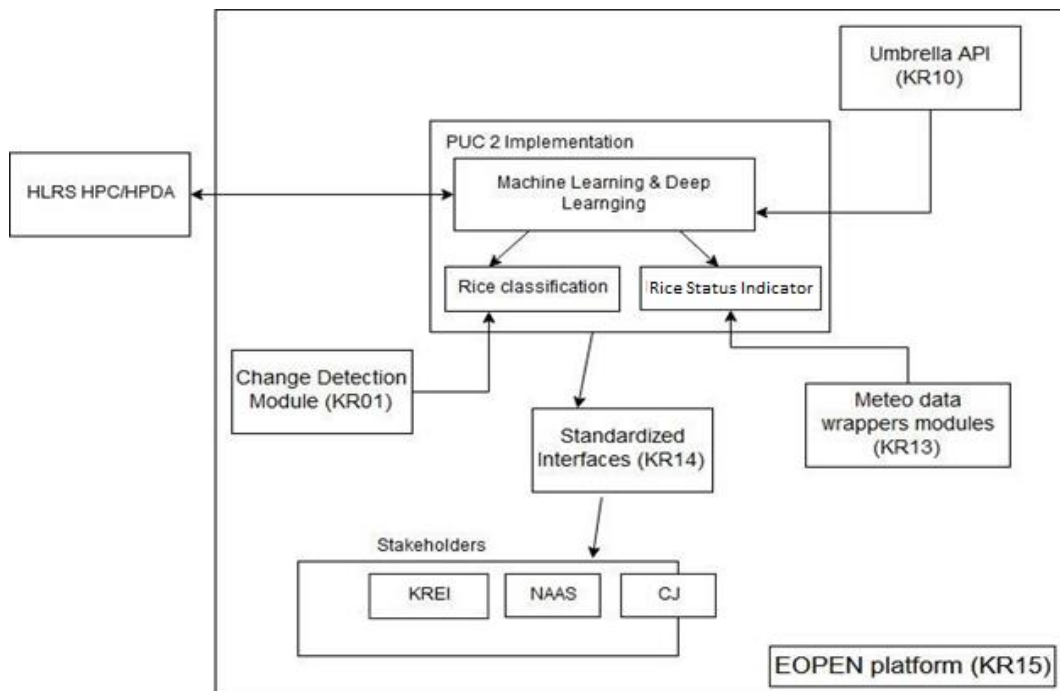 Umbrella API
(KR10)
PUC 2 Implementation
HLRS HPC/HPDA
Machine Learning & Deep
Learnging
Rice classification
Rice Status Indicator
Change Detection
Module (KR01)
Meteo data
wrappers modules
(KR13)
Standardized
Interfaces (KR14)
Stakeholders
KREI
NAAS
CJ
EOPEN platform (KR15)